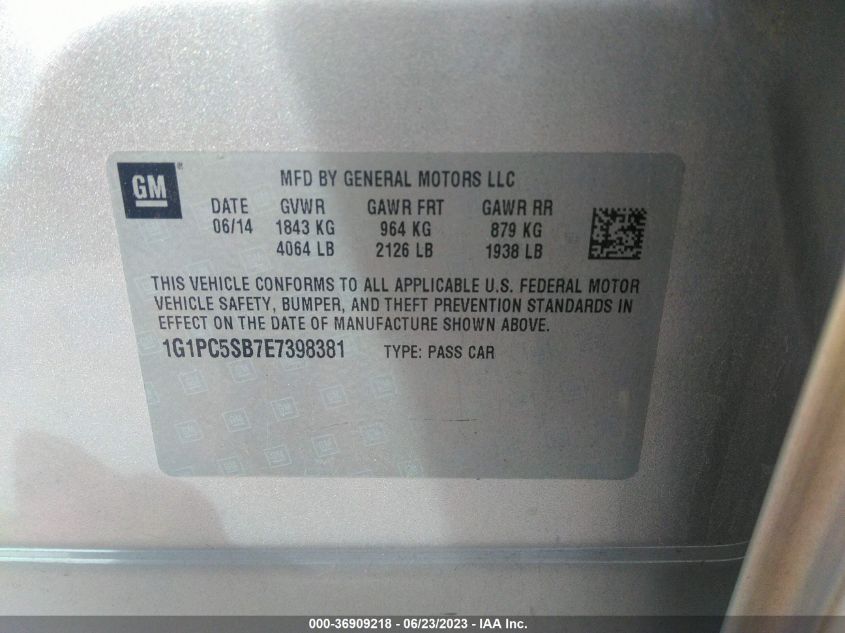 GM ®
MFD BY GENERAL MOTORS LLC
DATE GVWR GAWR FRT GAWR RR
06/14 1843 KG 964 KG 879 KG
4064 LB 2126 LB 1938 LB
THIS VEHICLE CONFORMS TO ALL APPLICABLE U.S. FEDERAL MOTOR
VEHICLE SAFETY, BUMPER, AND THEFT PREVENTION STANDARDS IN
EFFECT ON THE DATE OF MANUFACTURE SHOWN ABOVE.
1G1PC5SB7E7398381 TYPE: PASS CAR
000-36909218 - 06/23/2023 - IAA Inc.